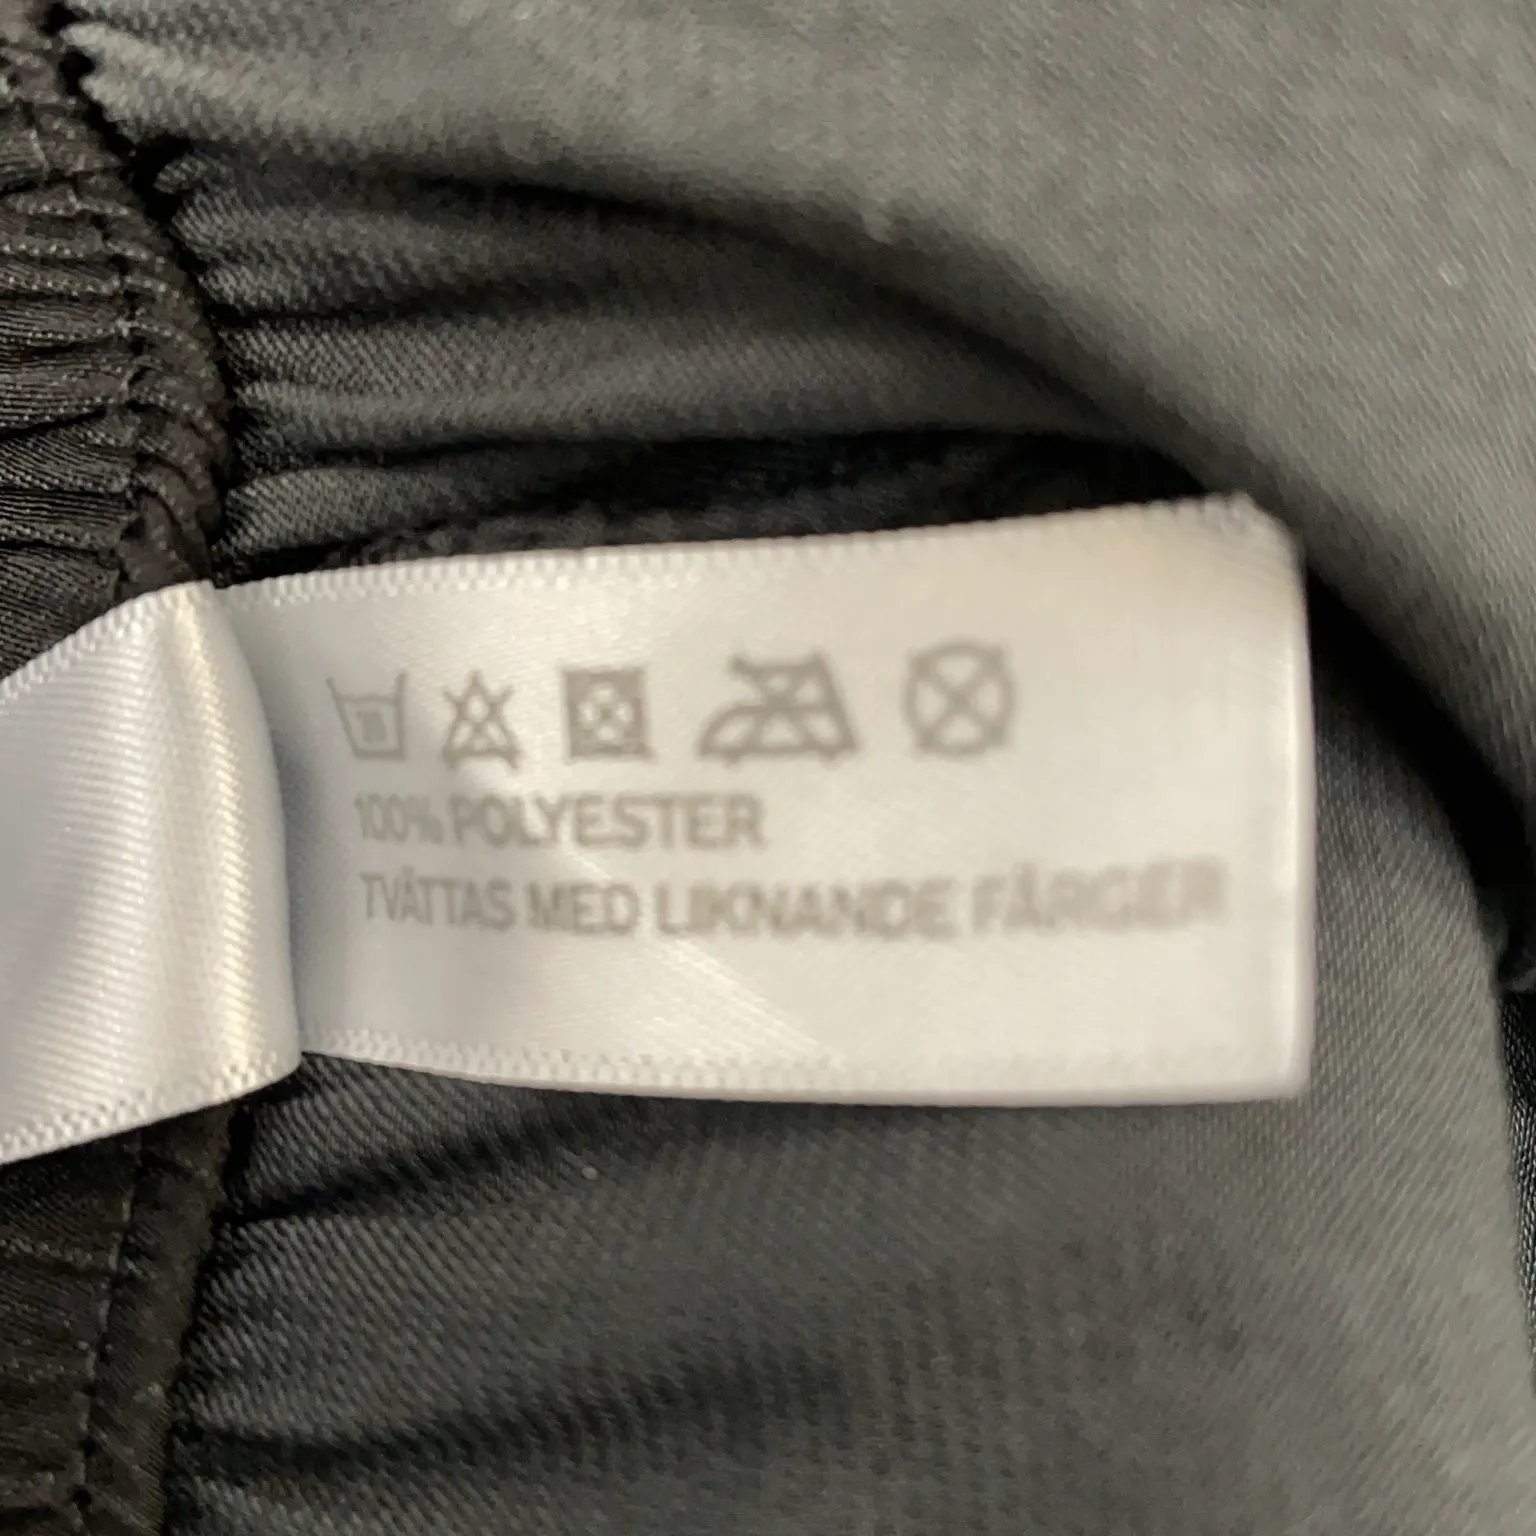 100% POLYESTER
TVÄTTAS MED LIKNANDE FÄRGER